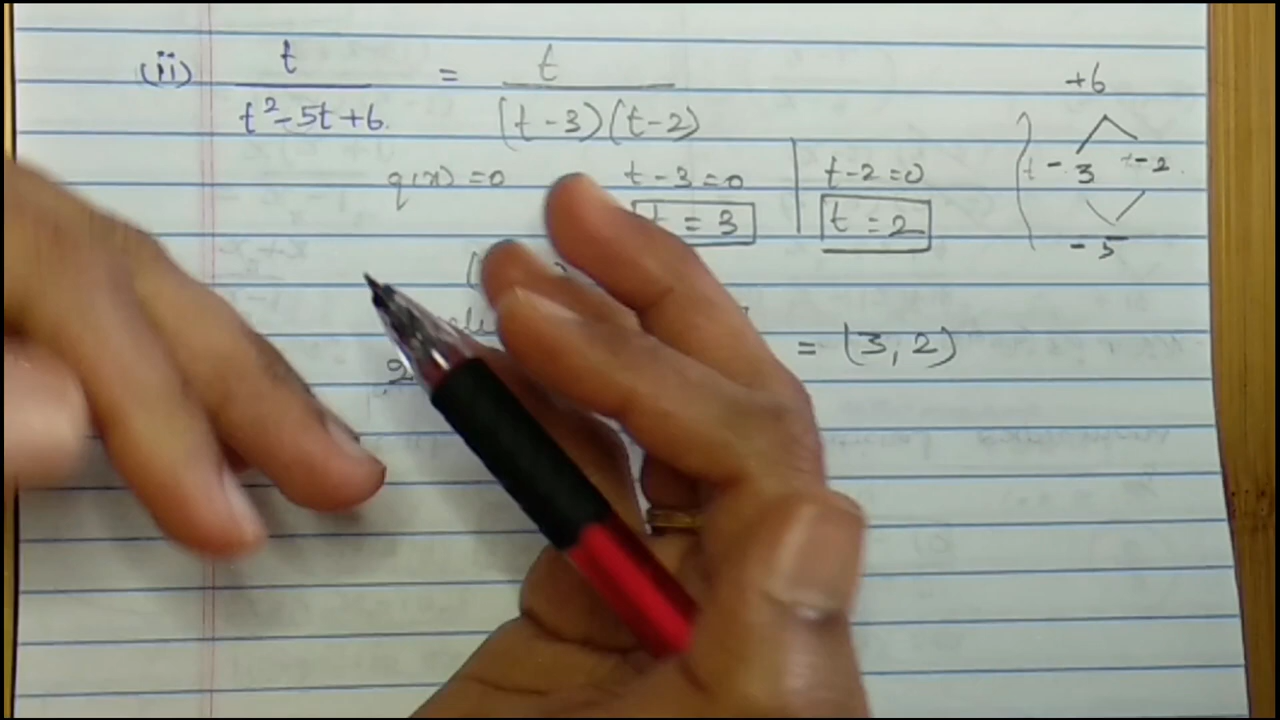 (ii) t / t² - 5t + 6 = t / (t - 3)(t - 2)
+6
t - 3 t - 2
- 5
q(x) = 0 t - 3 = 0 t - 2 = 0
t = 3 t = 2
= (3, 2)